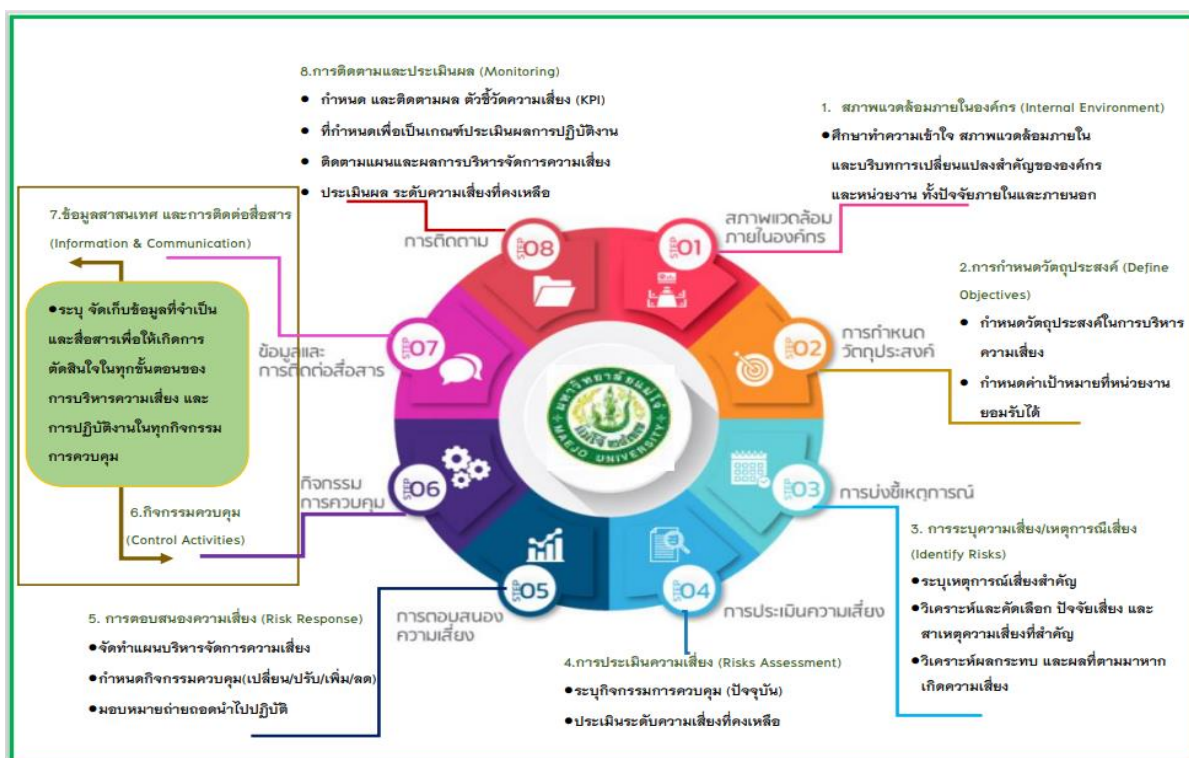 8.การติดตามและประเมินผล (Monitoring)
● กำหนด และติดตามผล ตัวชี้วัดความเสี่ยง (KPI)
● ที่กำหนดเพื่อเป็นเกณฑ์ประเมินผลการปฏิบัติงาน
● ติดตามแผนและผลการบริหารจัดการความเสี่ยง
● ประเมินผล ระดับความเสี่ยงที่คงเหลือ
1. สภาพแวดล้อมภายในองค์กร (Internal Environment)
●ศึกษาทำความเข้าใจ สภาพแวดล้อมภายใน
และบริบทการเปลี่ยนแปลงสำคัญขององค์กร
และหน่วยงาน ทั้งปัจจัยภายในและภายนอก
2.การกำหนดวัตถุประสงค์ (Define
Objectives)
● กำหนดวัตถุประสงค์ในการบริหาร
ความเสี่ยง
● กำหนดค่าเป้าหมายที่หน่วยงาน
ยอมรับได้
3. การระบุความเสี่ยง/เหตุการณ์เสี่ยง
(Identify Risks)
●ระบุเหตุการณ์เสี่ยงสำคัญ
●วิเคราะห์และคัดเลือก ปัจจัยเสี่ยง และ
สาเหตุความเสี่ยงที่สำคัญ
●วิเคราะห์ผลกระทบ และผลที่ตามมาหาก
เกิดความเสี่ยง
4.การประเมินความเสี่ยง (Risks Assessment)
●ระบุกิจกรรมการควบคุม (ปัจจุบัน)
●ประเมินระดับความเสี่ยงที่คงเหลือ
5. การตอบสนองความเสี่ยง (Risk Response)
●จัดทำแผนบริหารจัดการความเสี่ยง
●กำหนดกิจกรรมควบคุม(เปลี่ยน/ปรับ/เพิ่ม/ลด)
●มอบหมายถ่ายถอดนำไปปฏิบัติ
6.กิจกรรมควบคุม
(Control Activities)
7.ข้อมูลสาสนเทศ และการติดต่อสื่อสาร
(Information & Communication)
●ระบุ จัดเก็บข้อมูลที่จำเป็น
และสื่อสารเพื่อให้เกิดการ
ตัดสินใจในทุกขั้นตอนของ
การบริหารความเสี่ยง และ
การปฏิบัติงานในทุกกิจกรรม
การควบคุม
STEP 01
สภาพแวดล้อม
ภายในองค์กร
STEP 02
การกำหนด
วัตถุประสงค์
STEP 03
การบ่งชี้เหตุการณ์
STEP 04
การประเมินความเสี่ยง
STEP 05
การตอบสนอง
ความเสี่ยง
STEP 06
กิจกรรม
การควบคุม
STEP 07
ข้อมูลและ
การติดต่อสื่อสาร
STEP 08
การติดตาม
มหาวิทยาลัยแม่โจ้
แม่โจ้ ๒๔๗๗
MAEJO UNIVERSITY